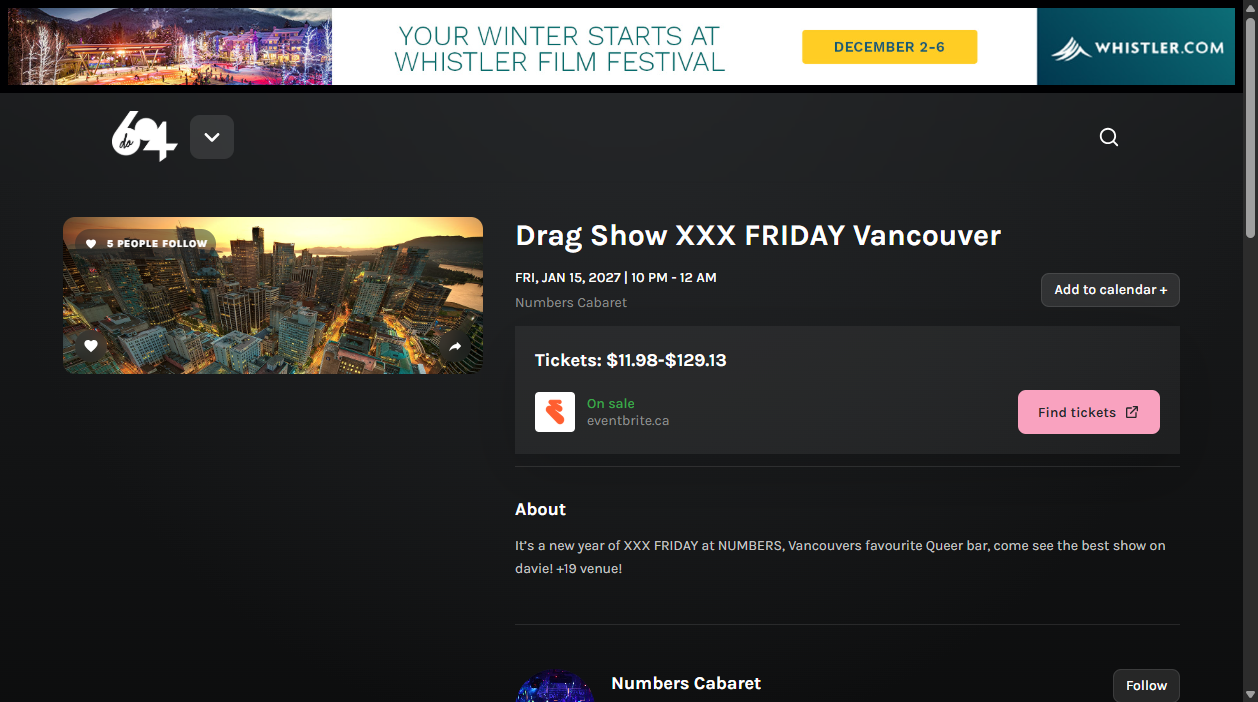 YOUR WINTER STARTS AT
WHISTLER FILM FESTIVAL
DECEMBER 2-6
WHISTLER.COM
do604
5 PEOPLE FOLLOW
Drag Show XXX FRIDAY Vancouver
FRI, JAN 15, 2027 | 10 PM - 12 AM
Numbers Cabaret
Add to calendar +
Tickets: $11.98-$129.13
On sale
eventbrite.ca
Find tickets
About
It's a new year of XXX FRIDAY at NUMBERS, Vancouvers favourite Queer bar, come see the best show on
davie! +19 venue!
Numbers Cabaret
Follow